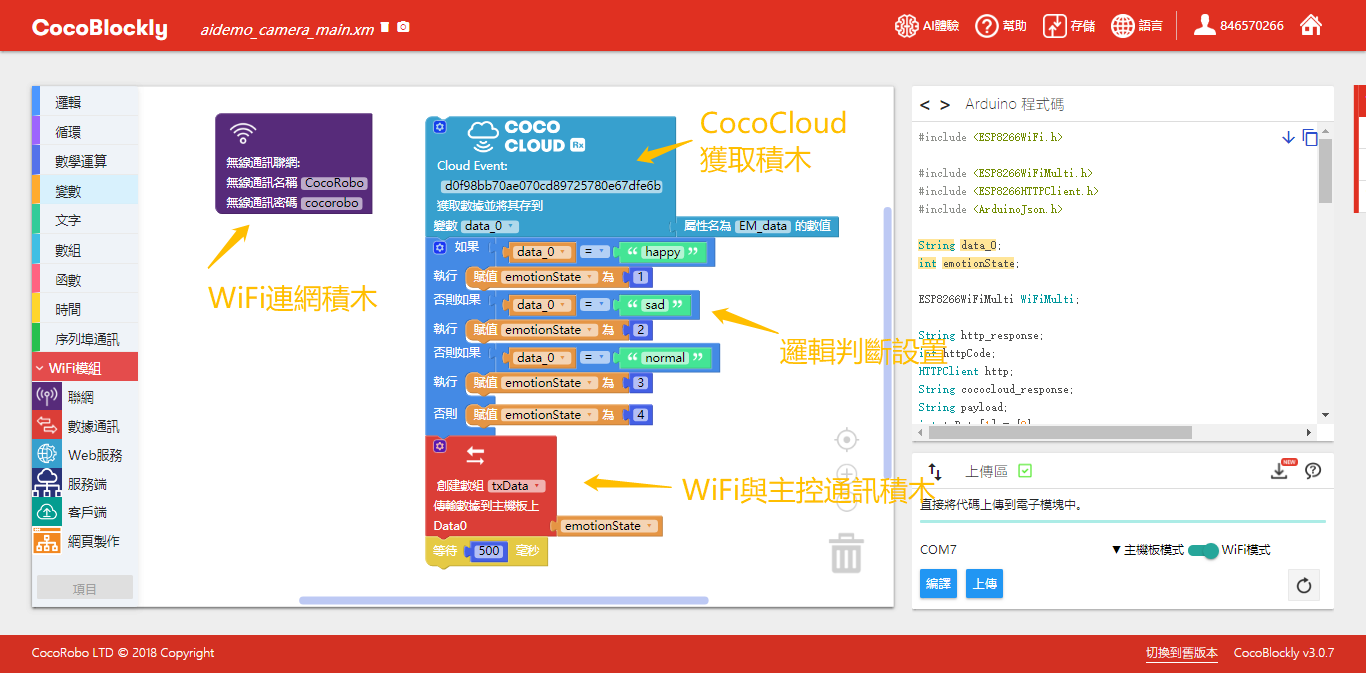 CocoBlockly
aidemo_camera_main.xm
AI體驗
幫助
存儲
語言
846570266
邏輯
循環
數學運算
變數
文字
數組
函數
時間
序列埠通訊
WiFi模組
聯網
數據通訊
Web服務
服務端
客戶端
網頁製作
項目
無線通訊聯網:
無線通訊名稱 CocoRobo
無線通訊密碼 cocorobo
WiFi連網積木
COCO
CLOUD Rx
Cloud Event:
d0f98bb70ae070cd89725780e67dfe6b
獲取數據並將其存到
變數 data_0
屬性名為 EM_data 的數值
CocoCloud
獲取積木
如果 data_0 = “ happy ”
執行 賦值 emotionState 為 1
否則如果 data_0 = “ sad ”
執行 賦值 emotionState 為 2
否則如果 data_0 = “ normal ”
執行 賦值 emotionState 為 3
否則 賦值 emotionState 為 4
邏輯判斷設置
創建數組 txData
傳輸數據到主機板上
Data0 emotionState
等待 500 毫秒
WiFi與主控通訊積木
< > Arduino 程式碼
#include <ESP8266WiFi.h>
#include <ESP8266WiFiMulti.h>
#include <ESP8266HTTPClient.h>
#include <ArduinoJson.h>
String data_0;
int emotionState;
ESP8266WiFiMulti WiFiMulti;
String http_response;
int httpCode;
HTTPClient http;
String cococloud_response;
String payload;
上傳區
NEW
直接將代碼上傳到電子模塊中。
COM7
▼主機板模式
WiFi模式
編譯
上傳
CocoRobo LTD © 2018 Copyright
切換到舊版本
CocoBlockly v3.0.7